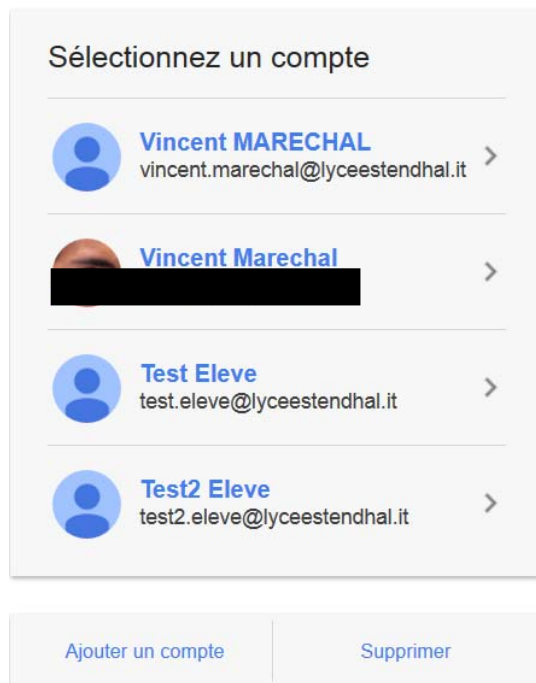 Sélectionnez un compte
Vincent MARECHAL
vincent.marechal@lyceestendhal.it
Vincent Marechal
Test Eleve
test.eleve@lyceestendhal.it
Test2 Eleve
test2.eleve@lyceestendhal.it
Ajouter un compte
Supprimer